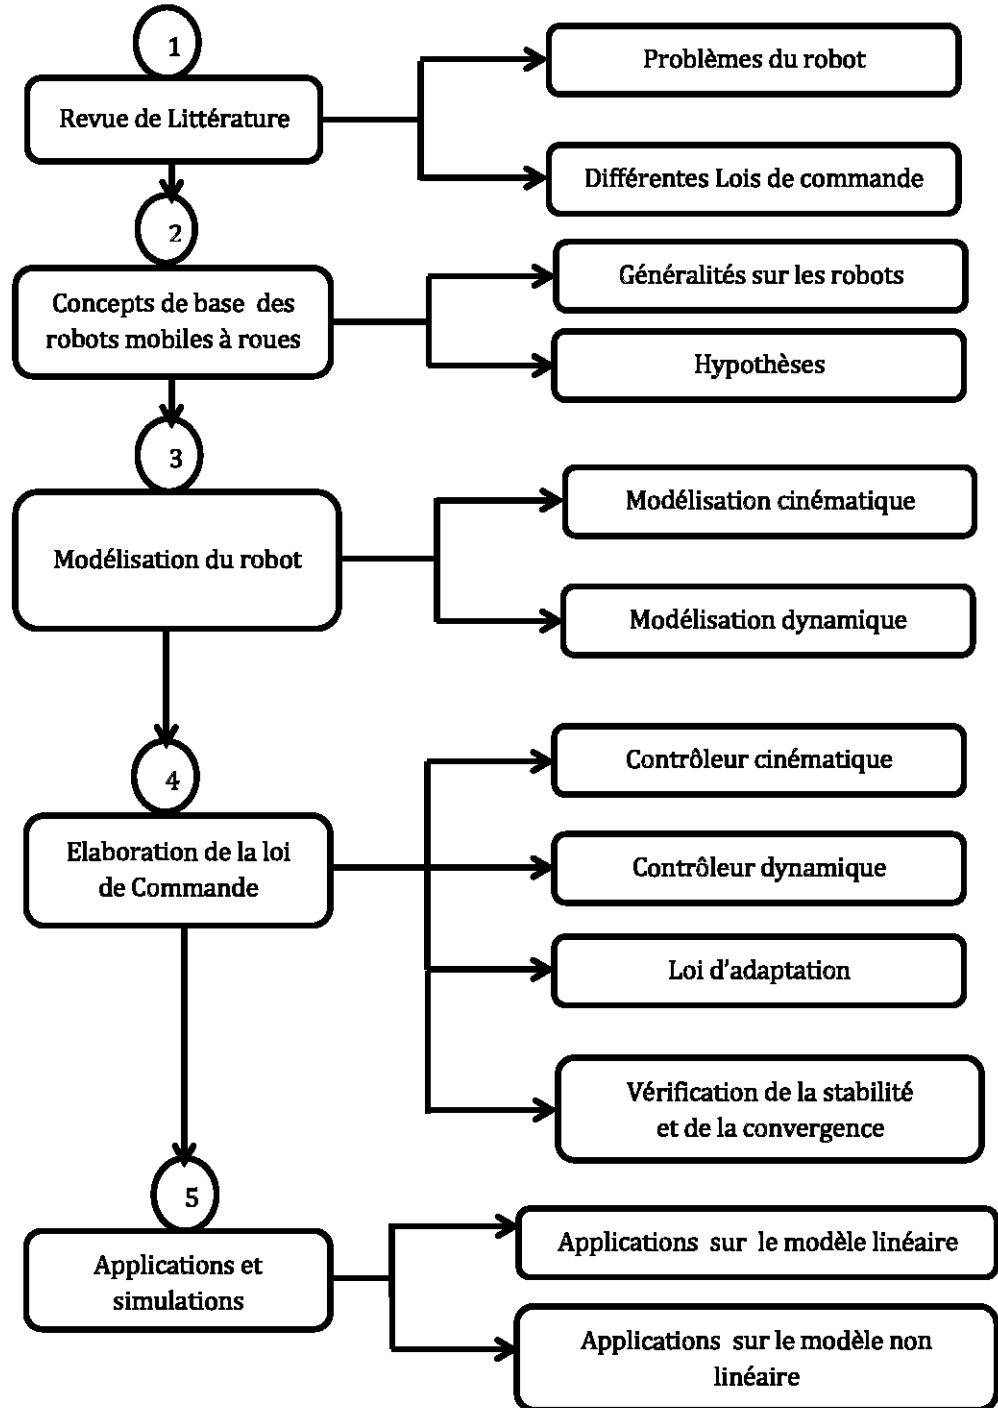 1
Revue de Littérature
Problèmes du robot
Différentes Lois de commande
2
Concepts de base des
robots mobiles à roues
Généralités sur les robots
Hypothèses
3
Modélisation du robot
Modélisation cinématique
Modélisation dynamique
4
Elaboration de la loi
de Commande
Contrôleur cinématique
Contrôleur dynamique
Loi d'adaptation
Vérification de la stabilité
et de la convergence
5
Applications et
simulations
Applications sur le modèle linéaire
Applications sur le modèle non
linéaire